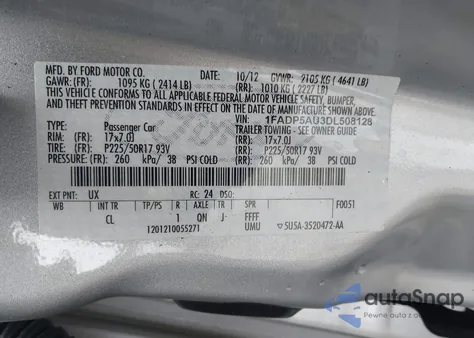 MFD. BY FORD MOTOR CO.
DATE: 10/12 GVWR: 2105 KG ( 4641 LB)
GAWR: (FR): 1095 KG ( 2414 LB) (RR): 1010 KG ( 2227 LB)
THIS VEHICLE CONFORMS TO ALL APPLICABLE
FEDERAL MOTOR VEHICLE SAFETY, BUMPER,
AND THEFT PREVENTION STANDARDS IN EFFECT
ON THE DATE OF MANUFACTURE SHOWN ABOVE.
VIN: 1FADP5AU3DL508128
TYPE: Passenger Car TRAILER TOWING - SEE OWNER GUIDE
RIM: (FR) 17x7.0J (RR) 17x7.0J
TIRE: (FR) P225/50R17 93V (RR) P225/50R17 93V
PRESSURE: (FR) 260 kPa/ 38 PSI COLD (RR) 260 kPa/ 38 PSI COLD
EXT PNT: UX RC: 24 DSO: F0051
WB INT TR TP/PS R AXLE TR SPR
CL 1 QN J FFFF
UMU
1201210055271 5U5A-3520472-AA
autoSnap
Pewne auto z